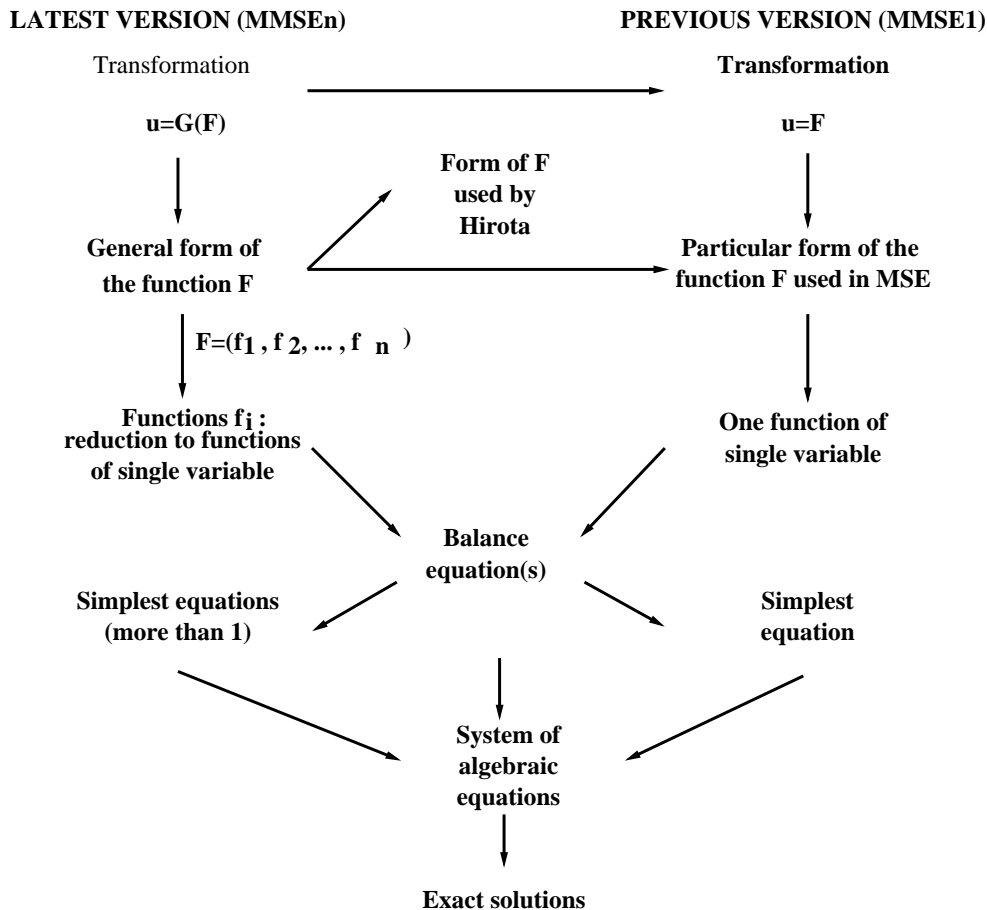 LATEST VERSION (MMSEn)
PREVIOUS VERSION (MMSE1)
Transformation
Transformation
u=G(F)
u=F
Form of F
used by
Hirota
General form of
the function F
Particular form of the
function F used in MSE
F=(f1 , f 2, ... , f n )
Functions fi :
reduction to functions
of single variable
One function of
single variable
Balance
equation(s)
Simplest equations
(more than 1)
Simplest
equation
System of
algebraic
equations
Exact solutions